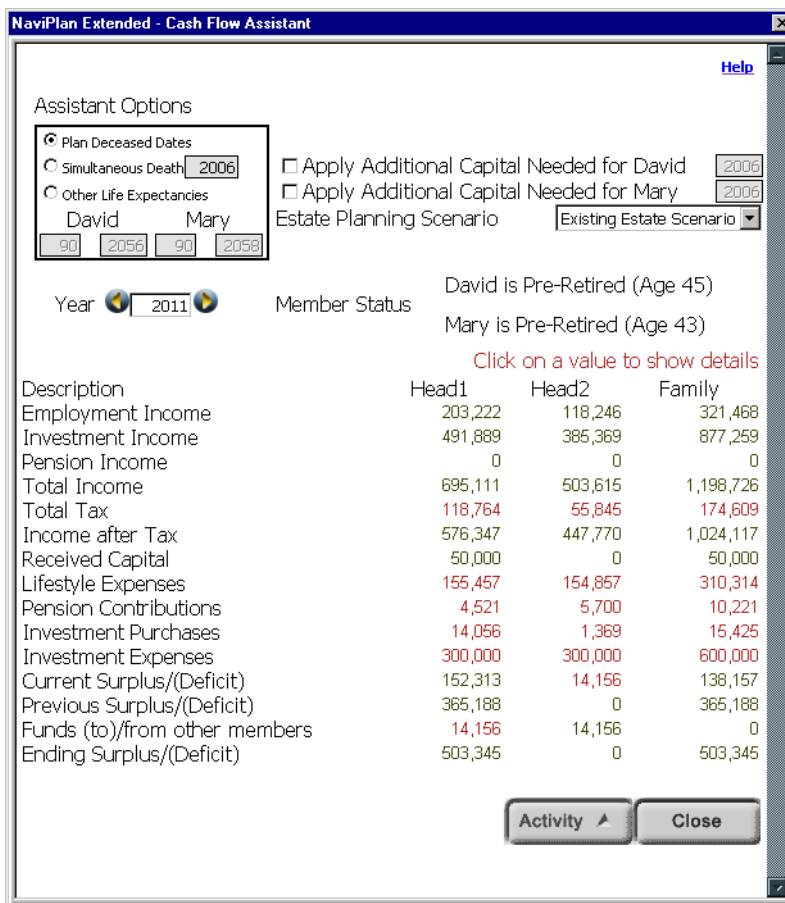 NaviPlan Extended - Cash Flow Assistant
Help
Assistant Options
Plan Deceased Dates
Simultaneous Death 2006
Other Life Expectancies
David Mary
90 2056 90 2058
Apply Additional Capital Needed for David 2006
Apply Additional Capital Needed for Mary 2006
Estate Planning Scenario Existing Estate Scenario
Year 2011 Member Status David is Pre-Retired (Age 45)
Mary is Pre-Retired (Age 43)
Click on a value to show details
Description Head1 Head2 Family
Employment Income 203,222 118,246 321,468
Investment Income 491,889 385,369 877,259
Pension Income 0 0 0
Total Income 695,111 503,615 1,198,726
Total Tax 118,764 55,845 174,609
Income after Tax 576,347 447,770 1,024,117
Received Capital 50,000 0 50,000
Lifestyle Expenses 155,457 154,857 310,314
Pension Contributions 4,521 5,700 10,221
Investment Purchases 14,056 1,369 15,425
Investment Expenses 300,000 300,000 600,000
Current Surplus/(Deficit) 152,313 14,156 138,157
Previous Surplus/(Deficit) 365,188 0 365,188
Funds (to)/from other members 14,156 14,156 0
Ending Surplus/(Deficit) 503,345 0 503,345
Activity Close